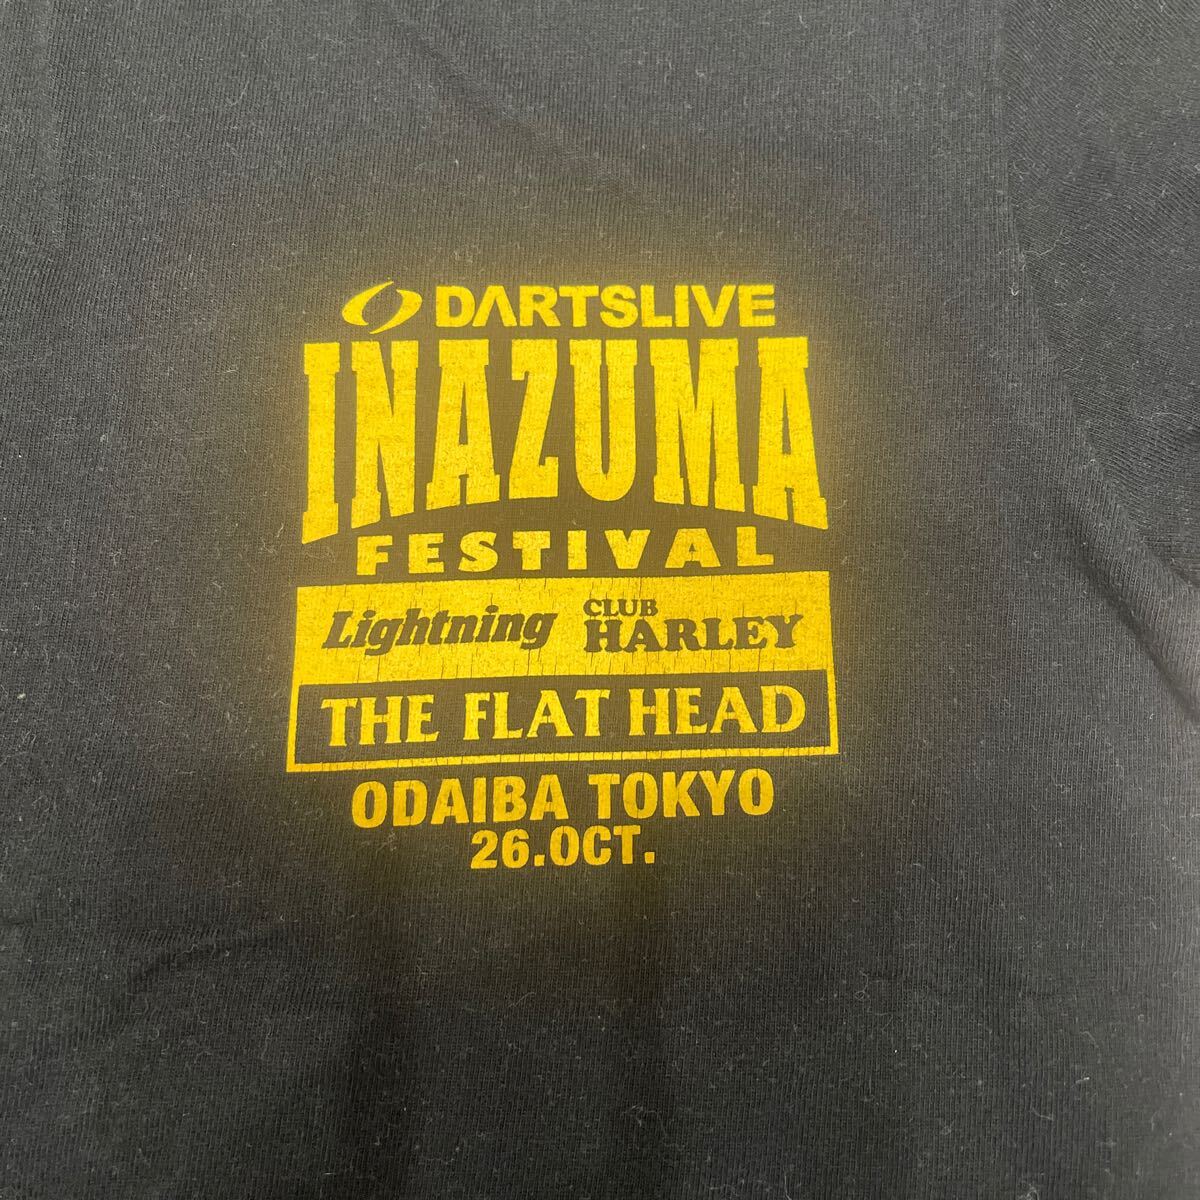 DARTSLIVE
INAZUMA
FESTIVAL
Lightning CLUB HARLEY
THE FLAT HEAD
ODAIBA TOKYO
26.OCT.